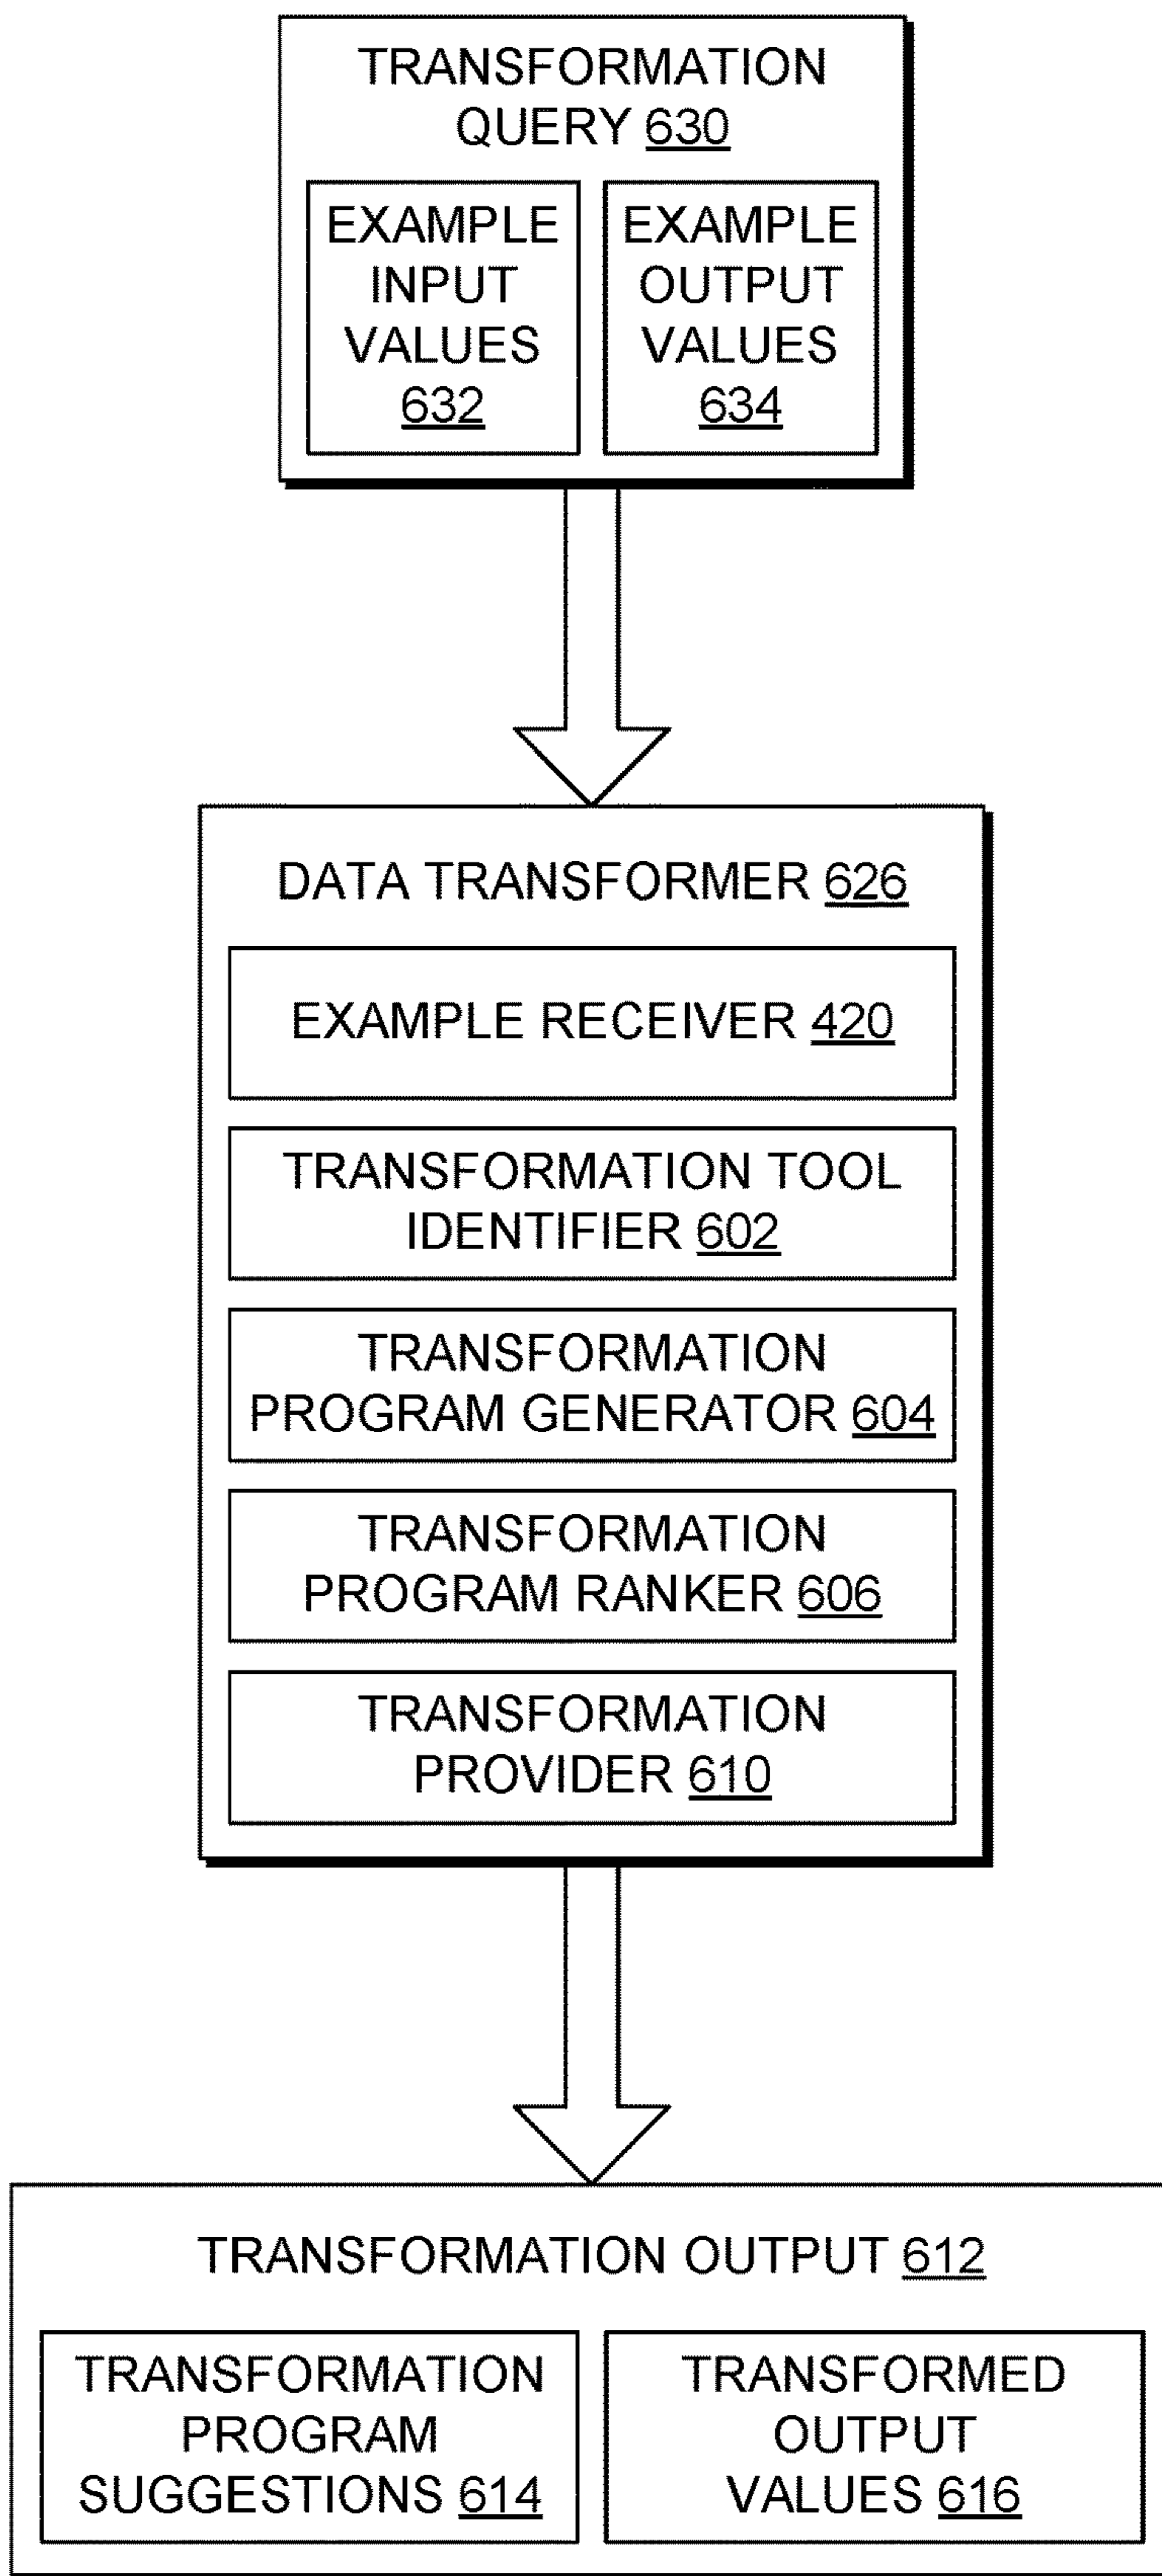 TRANSFORMATION
QUERY 630
EXAMPLE
INPUT
VALUES
632
EXAMPLE
OUTPUT
VALUES
634
DATA TRANSFORMER 626
EXAMPLE RECEIVER 420
TRANSFORMATION TOOL
IDENTIFIER 602
TRANSFORMATION
PROGRAM GENERATOR 604
TRANSFORMATION
PROGRAM RANKER 606
TRANSFORMATION
PROVIDER 610
TRANSFORMATION OUTPUT 612
TRANSFORMATION
PROGRAM
SUGGESTIONS 614
TRANSFORMED
OUTPUT
VALUES 616